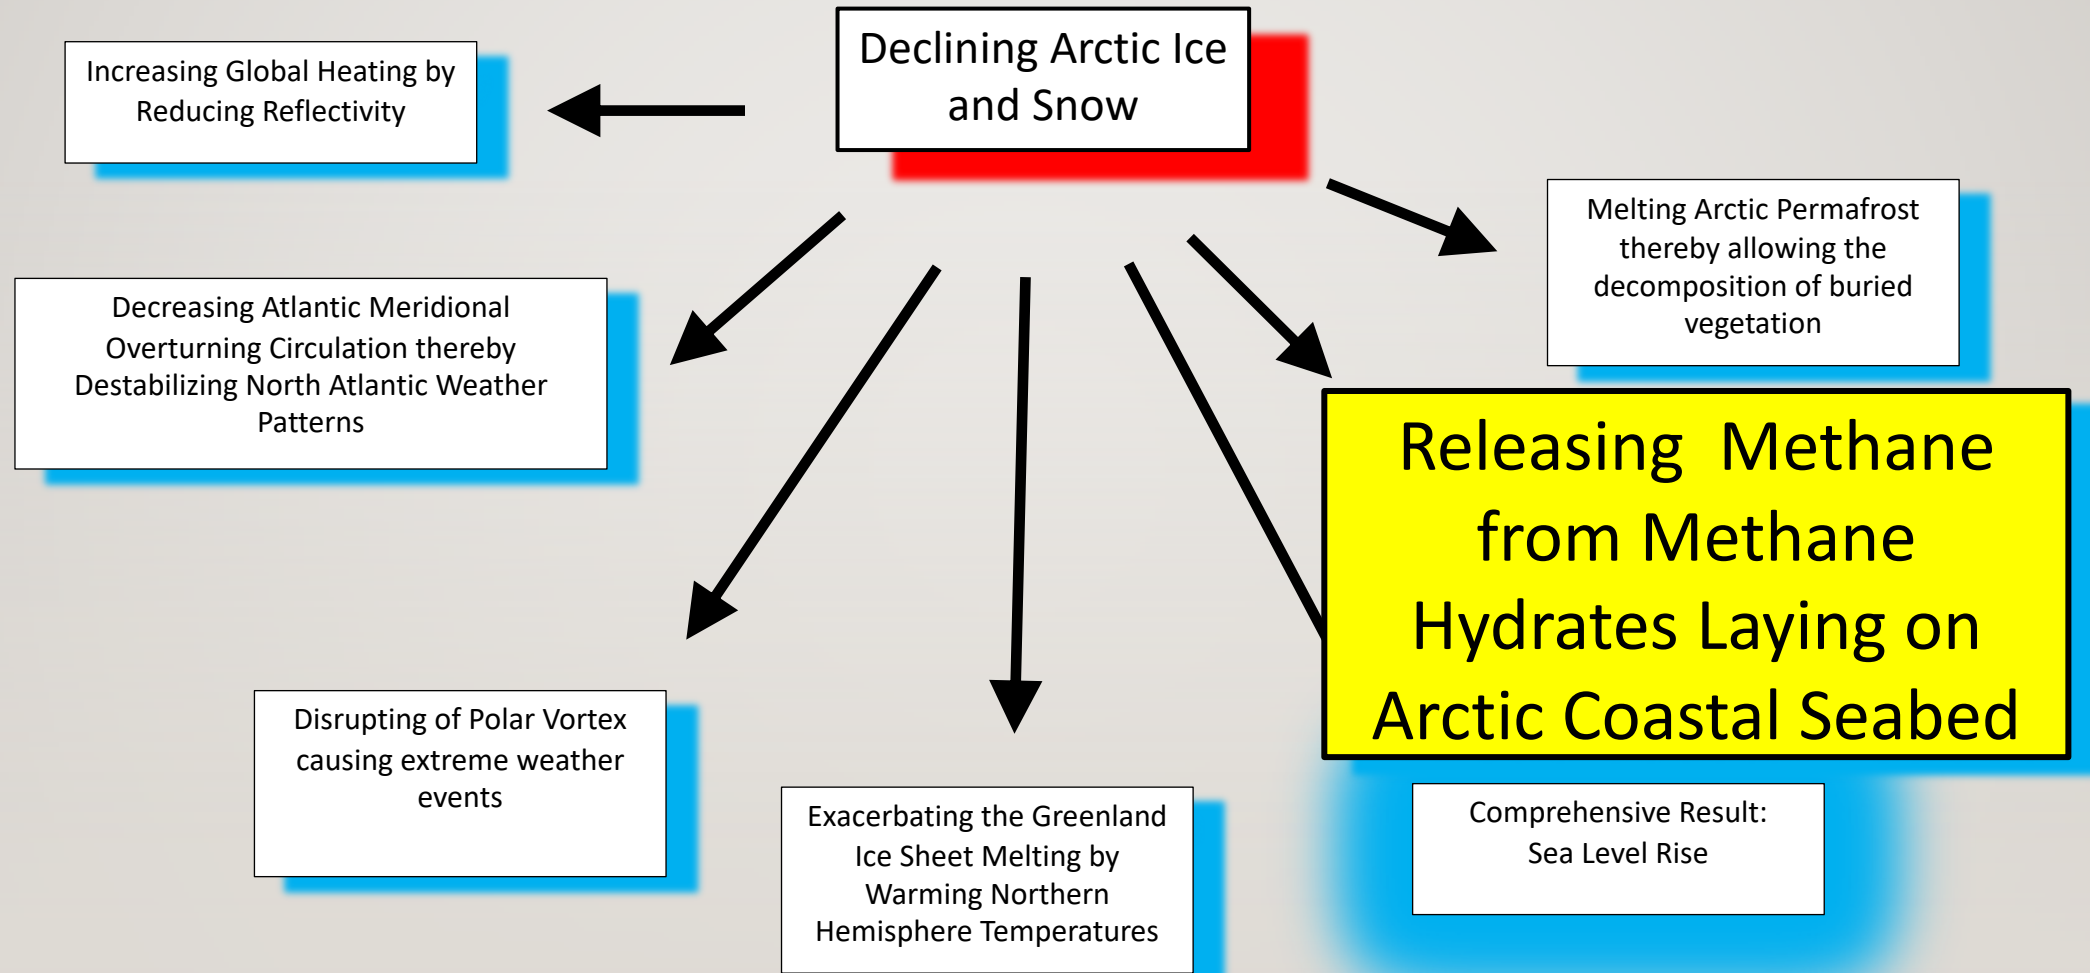 Declining Arctic Ice
and Snow
Increasing Global Heating by
Reducing Reflectivity
Melting Arctic Permafrost
thereby allowing the
decomposition of buried
vegetation
Decreasing Atlantic Meridional
Overturning Circulation thereby
Destabilizing North Atlantic Weather
Patterns
Releasing  Methane
from Methane
Hydrates Laying on
Arctic Coastal Seabed
Disrupting of Polar Vortex
causing extreme weather
events
Exacerbating the Greenland
Ice Sheet Melting by
Warming Northern
Hemisphere Temperatures
Comprehensive Result:
Sea Level Rise